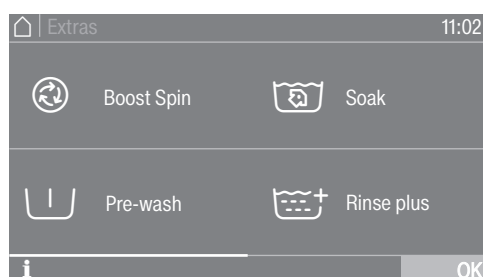 Extras 11:02
Boost Spin Soak
Pre-wash Rinse plus
i OK